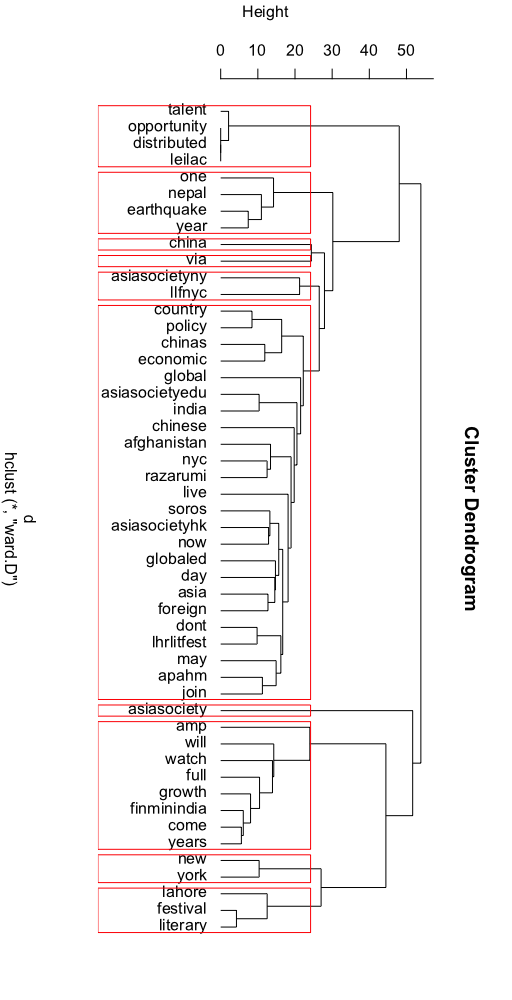 Height
0 10 20 30 40 50
talent
opportunity
distributed
leilac
one
nepal
earthquake
year
china
via
asiasocietyny
llfnyc
country
policy
chinas
economic
global
asiasocietyedu
india
chinese
afghanistan
nyc
razarumi
live
soros
asiasocietyhk
now
globaled
day
asia
foreign
dont
lhrlitfest
may
apahm
join
asiasociety
amp
will
watch
full
growth
finminindia
come
years
new
york
lahore
festival
literary
Cluster Dendrogram
d
hclust (*, "ward.D")